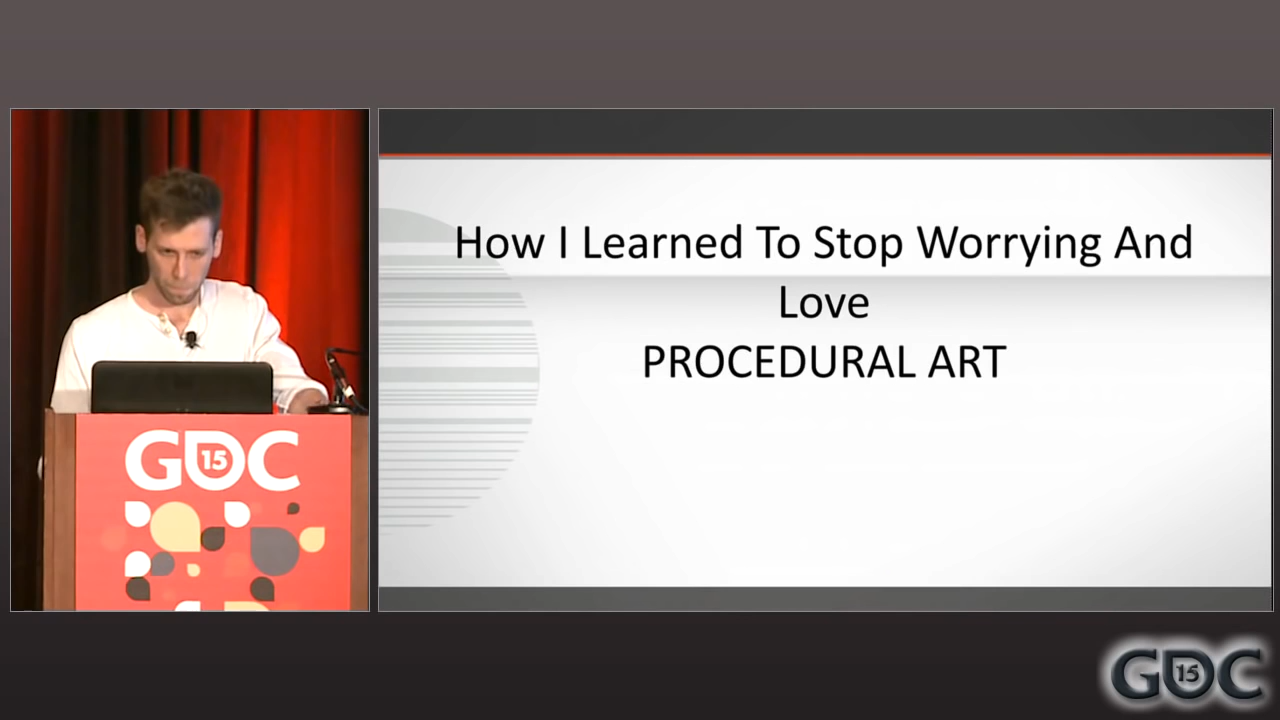 How I Learned To Stop Worrying And
Love
PROCEDURAL ART
GDC
15
GDC
15